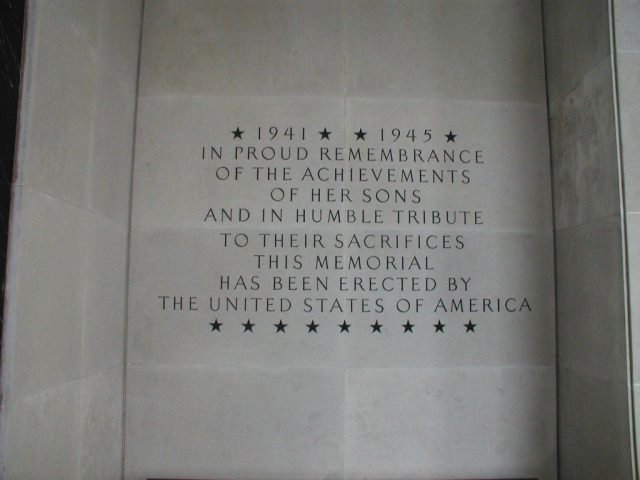 ★ 1941 ★ ★ 1945 ★
IN PROUD REMEMBRANCE
OF THE ACHIEVEMENTS
OF HER SONS
AND IN HUMBLE TRIBUTE
TO THEIR SACRIFICES
THIS MEMORIAL
HAS BEEN ERECTED BY
THE UNITED STATES OF AMERICA
★ ★ ★ ★ ★ ★ ★ ★ ★